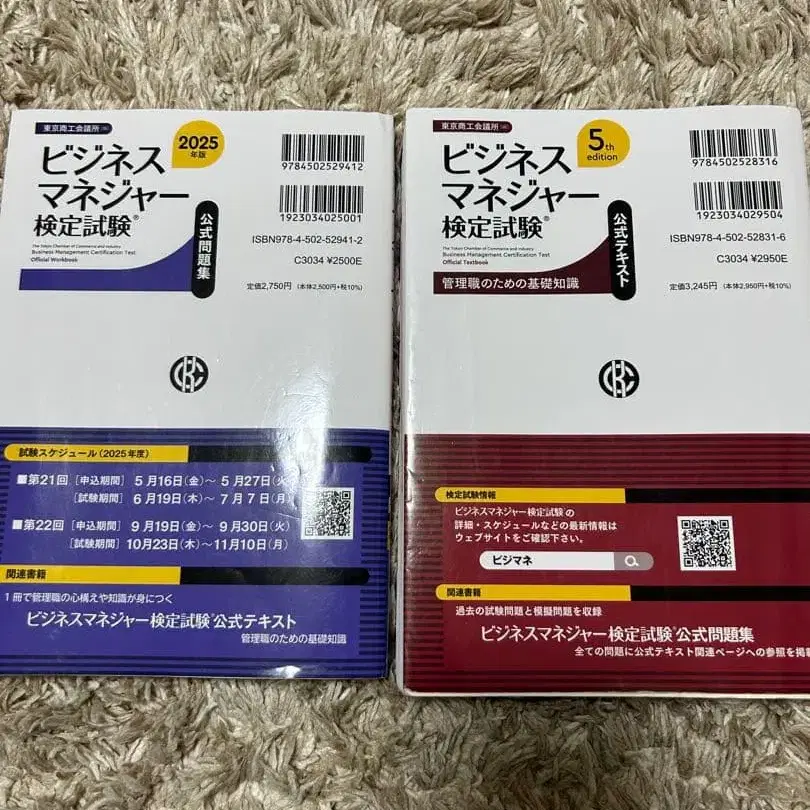 東京商工会議所
2025
年版
ビジネス
マネジャー
検定試験®
The Tokyo Chamber of Commerce and Industry
Business Management Certification Test
Official Workbook
公式問題集
9784502529412
1923034025001
ISBN978-4-502-52941-2
C3034 ¥2500E
定価2,750円 (本体2,500円+税10%)
試験スケジュール(2025年度)
■第21回 [申込期間] 5月16日(金)~ 5月27日(火
[試験期間] 6月19日(木)~ 7月7日(月)
■第22回 [申込期間] 9月19日(金)~ 9月30日(火)
[試験期間] 10月23日(木)~11月10日(月)
関連書籍
1冊で管理職の心構えや知識が身につく
ビジネスマネジャー検定試験®公式テキスト
管理職のための基礎知識
東京商工会議所
5th
edition
ビジネス
マネジャー
検定試験®
The Tokyo Chamber of Commerce and Industry
Business Management Certification Test
Official Textbook
管理職のための基礎知識
公式テキスト
9784502528316
1923034029504
ISBN978-4-502-52831-6
C3034 ¥2950E
定価3,245円 (本体2,950円+税10%)
検定試験情報
ビジネスマネジャー検定試験®の
詳細・スケジュールなどの最新情報は
ウェブサイトをご確認下さい。
ビジマネ
関連書籍
過去の試験問題と模擬問題を収録
ビジネスマネジャー検定試験®公式問題集
全ての問題に公式テキスト関連ページへの参照を掲載